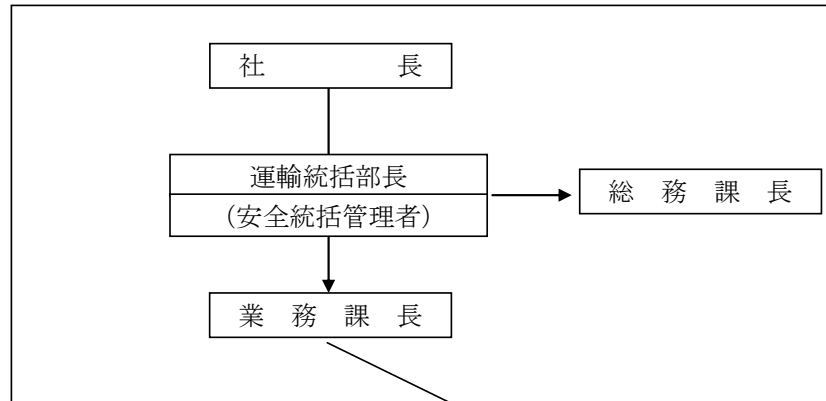 社　　　　　長
運輸統括部長
(安全統括管理者)
総　務　課　長
業　務　課　長